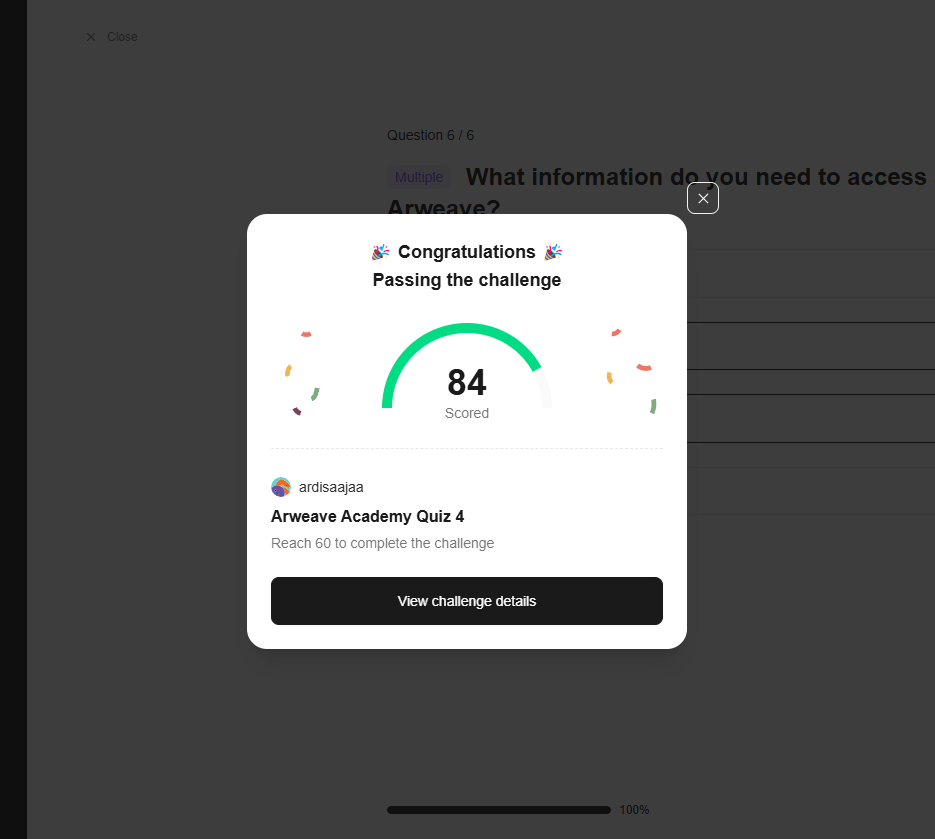 Close
Question 6 / 6
Multiple What information do you need to access
Arweave?
Congratulations
Passing the challenge
84
Scored
ardisaajaa
Arweave Academy Quiz 4
Reach 60 to complete the challenge
View challenge details
100%